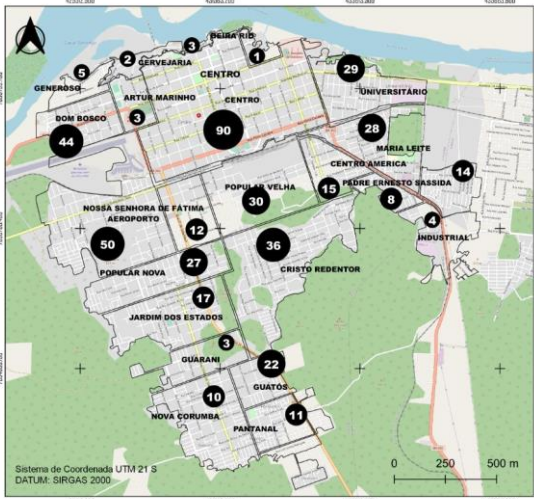 BEIRA RIO
3
1
2
CERVEJARIA
5
CENTRO
29
GENEROSO
ARTUR MARINHO
CENTRO
UNIVERSITÁRIO
DOM BOSCO
3
44
90
28
MARIA LEITE
CENTRO AMERICA
14
PADRE ERNESTO SASSIDA
POPULAR VELHA
15
30
8
NOSSA SENHORA DE FÁTIMA
AEROPORTO
12
4
INDUSTRIAL
50
36
27
CRISTO REDENTOR
POPULAR NOVA
17
JARDIM DOS ESTADOS
3
GUARANI
22
GUATÓS
10
NOVA CORUMBA
11
PANTANAL
Sistema de Coordenada UTM 21 S
DATUM: SIRGAS 2000
0 250 500 m